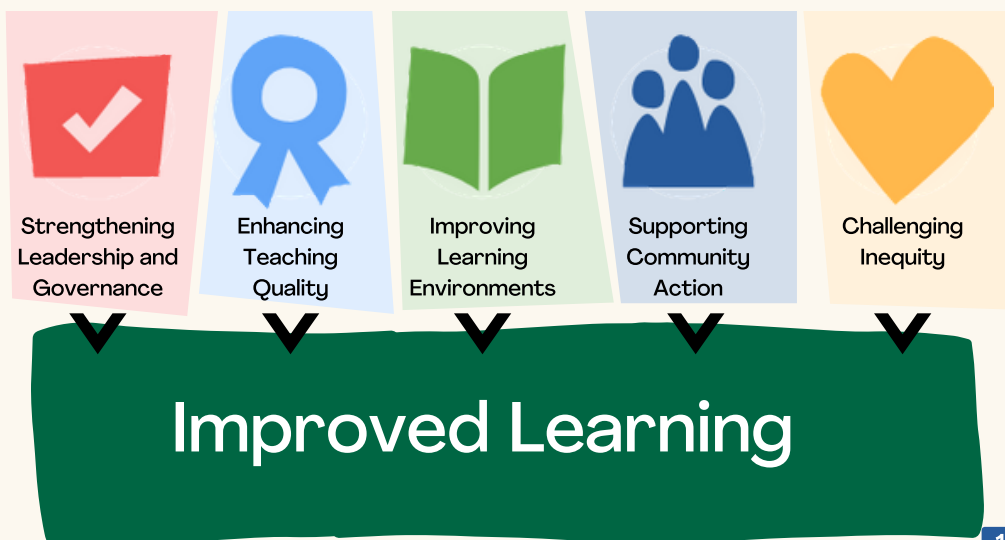 Strengthening
Leadership and
Governance
Enhancing
Teaching
Quality
Improving
Learning
Environments
Supporting
Community
Action
Challenging
Inequity
Improved Learning